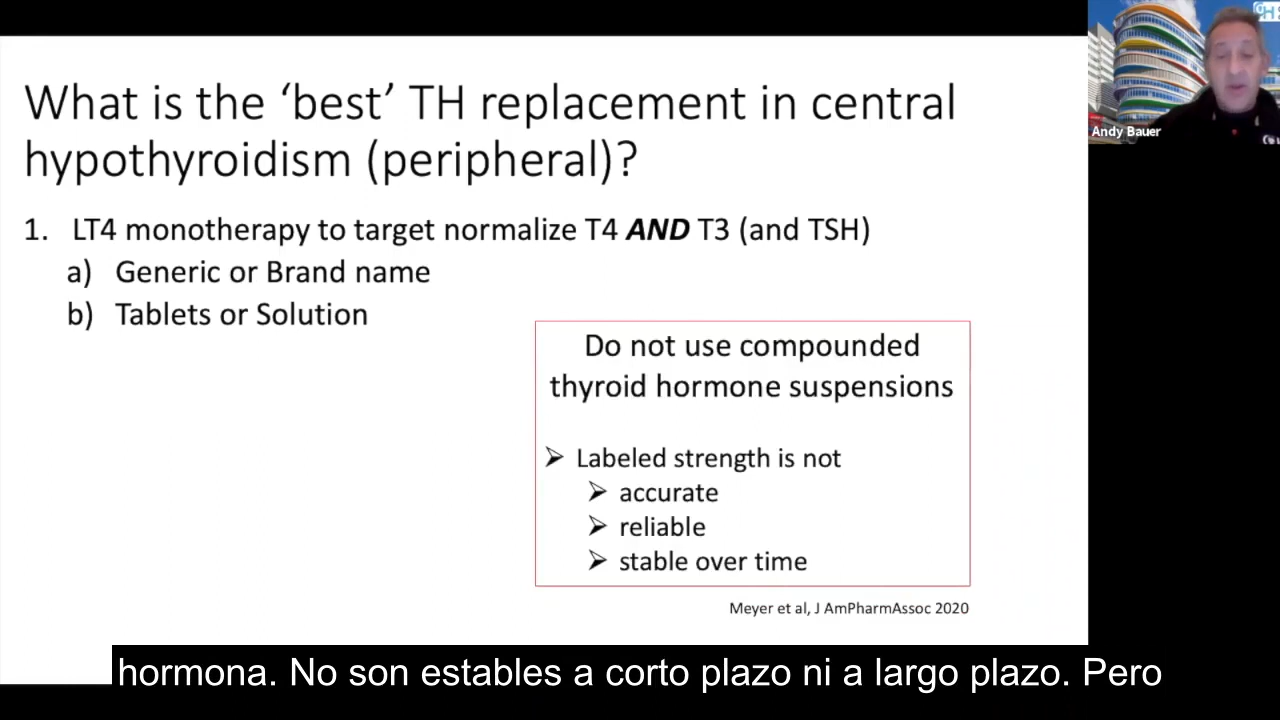 What is the ‘best’ TH replacement in central
hypothyroidism (peripheral)?
1. LT4 monotherapy to target normalize T4 AND T3 (and TSH)
a) Generic or Brand name
b) Tablets or Solution
Do not use compounded
thyroid hormone suspensions
➢ Labeled strength is not
➢ accurate
➢ reliable
➢ stable over time
Meyer et al, J AmPharmAssoc 2020
Andy Bauer
hormona. No son estables a corto plazo ni a largo plazo. Pero